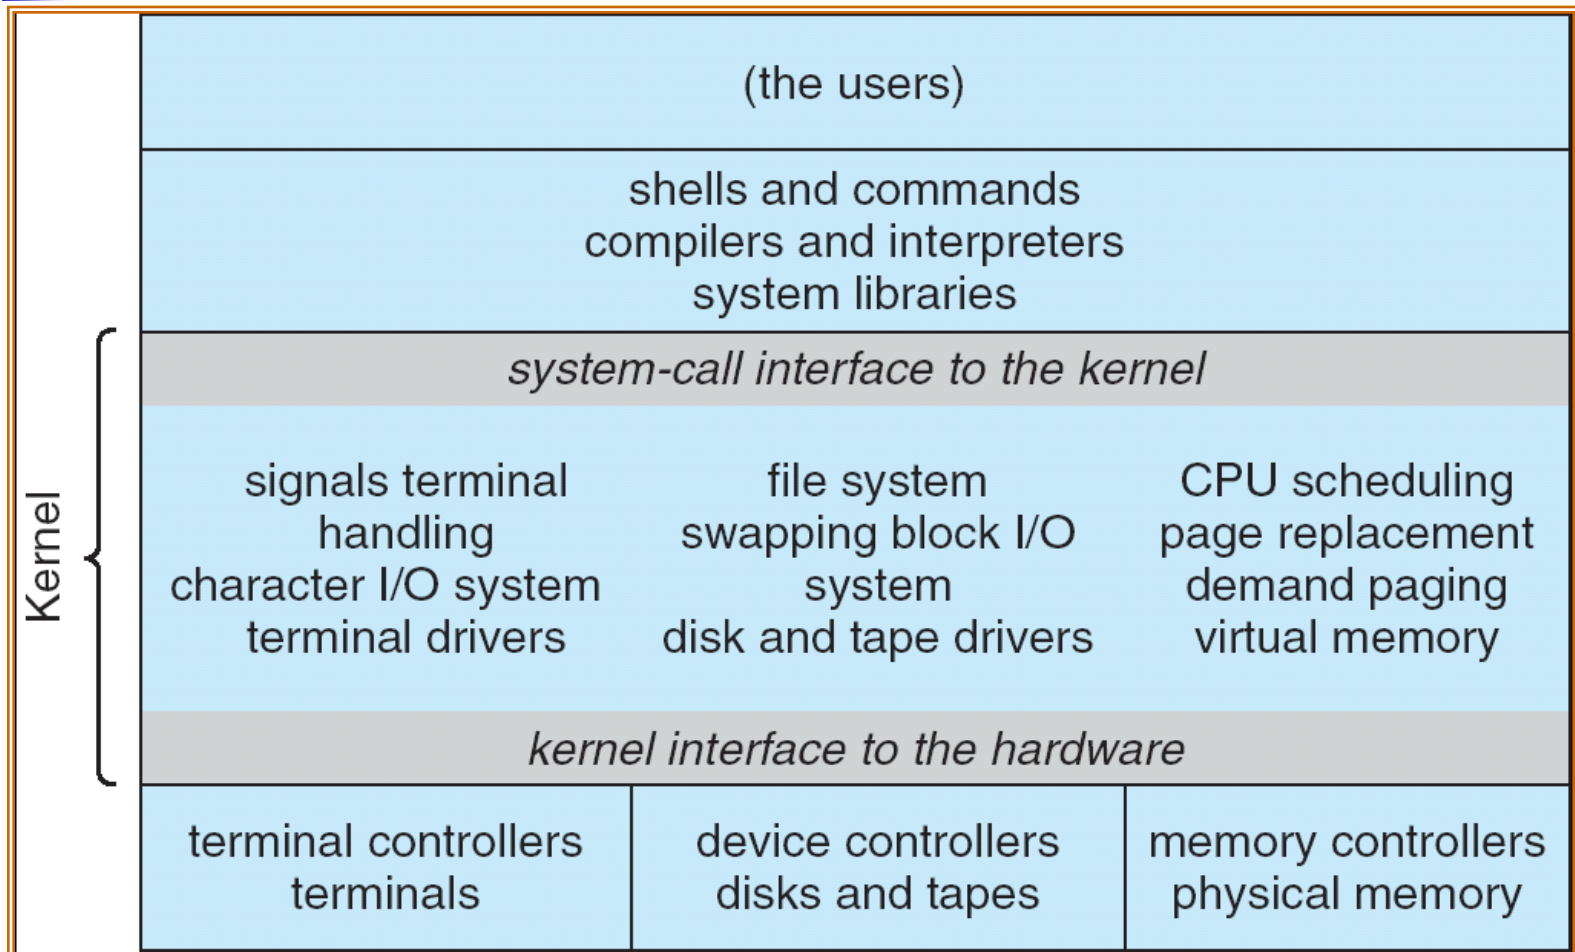 (the users)
shells and commands
compilers and interpreters
system libraries
Kernel
system-call interface to the kernel
signals terminal
handling
character I/O system
terminal drivers
file system
swapping block I/O
system
disk and tape drivers
CPU scheduling
page replacement
demand paging
virtual memory
kernel interface to the hardware
terminal controllers
terminals
device controllers
disks and tapes
memory controllers
physical memory